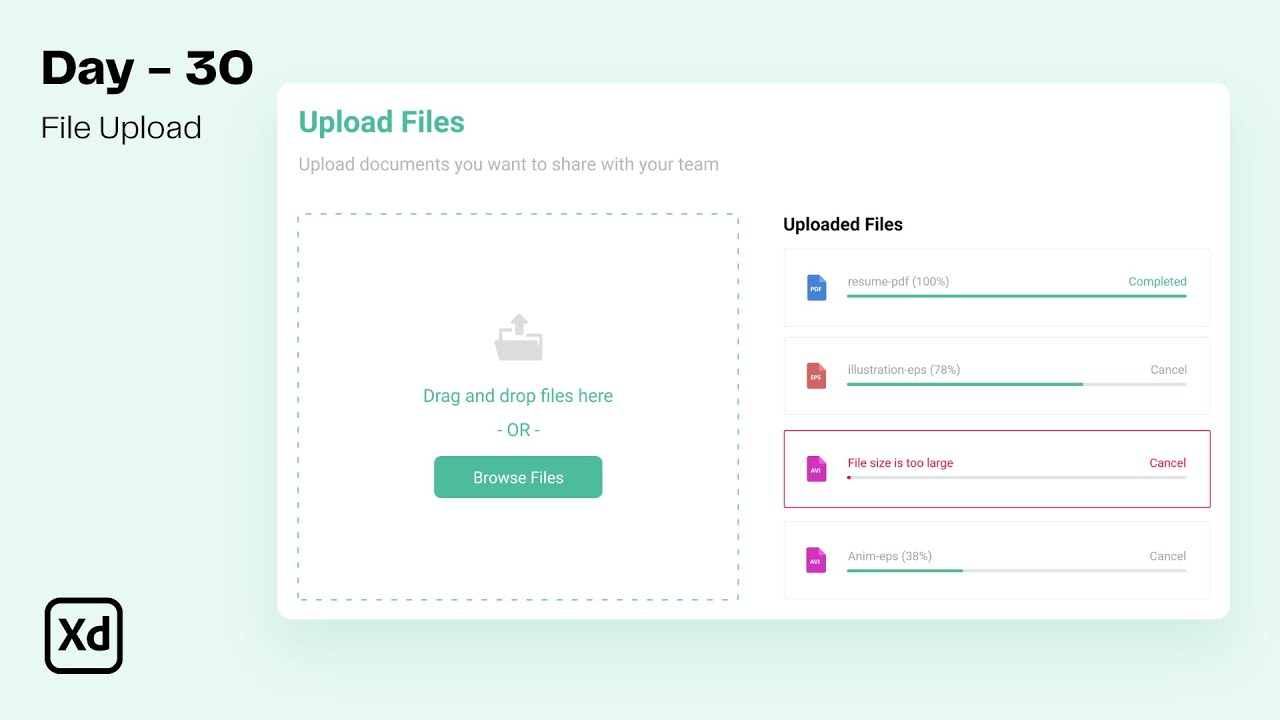 Day – 30
File Upload
Upload Files
Upload documents you want to share with your team
Drag and drop files here
- OR -
Browse Files
Uploaded Files
PDF
resume-pdf (100%)
Completed
EPS
illustration-eps (78%)
Cancel
AVI
File size is too large
Cancel
AVI
Anim-eps (38%)
Cancel
Xd